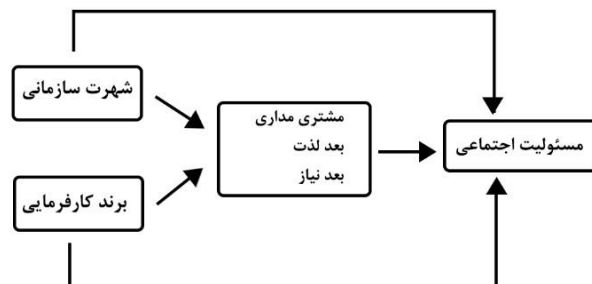 شهرت سازمانی
مشتری مداری
بعد لذت
بعد نیاز
مسئولیت اجتماعی
برند کارفرمایی